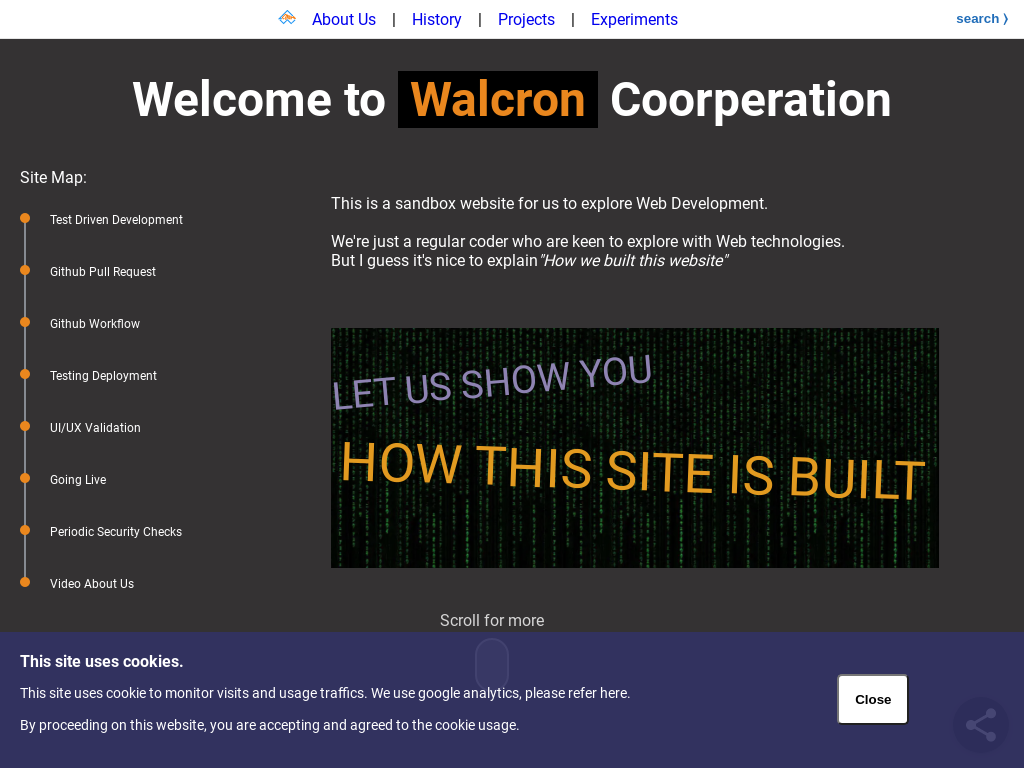 About Us | History | Projects | Experiments
search ⟩
Welcome to Walcron Coorperation
Site Map:
Test Driven Development
Github Pull Request
Github Workflow
Testing Deployment
UI/UX Validation
Going Live
Periodic Security Checks
Video About Us
This is a sandbox website for us to explore Web Development.
We're just a regular coder who are keen to explore with Web technologies.
But I guess it's nice to explain "How we built this website"
LET US SHOW YOU
HOW THIS SITE IS BUILT
Scroll for more
This site uses cookies.
This site uses cookie to monitor visits and usage traffics. We use google analytics, please refer here.
By proceeding on this website, you are accepting and agreed to the cookie usage.
Close